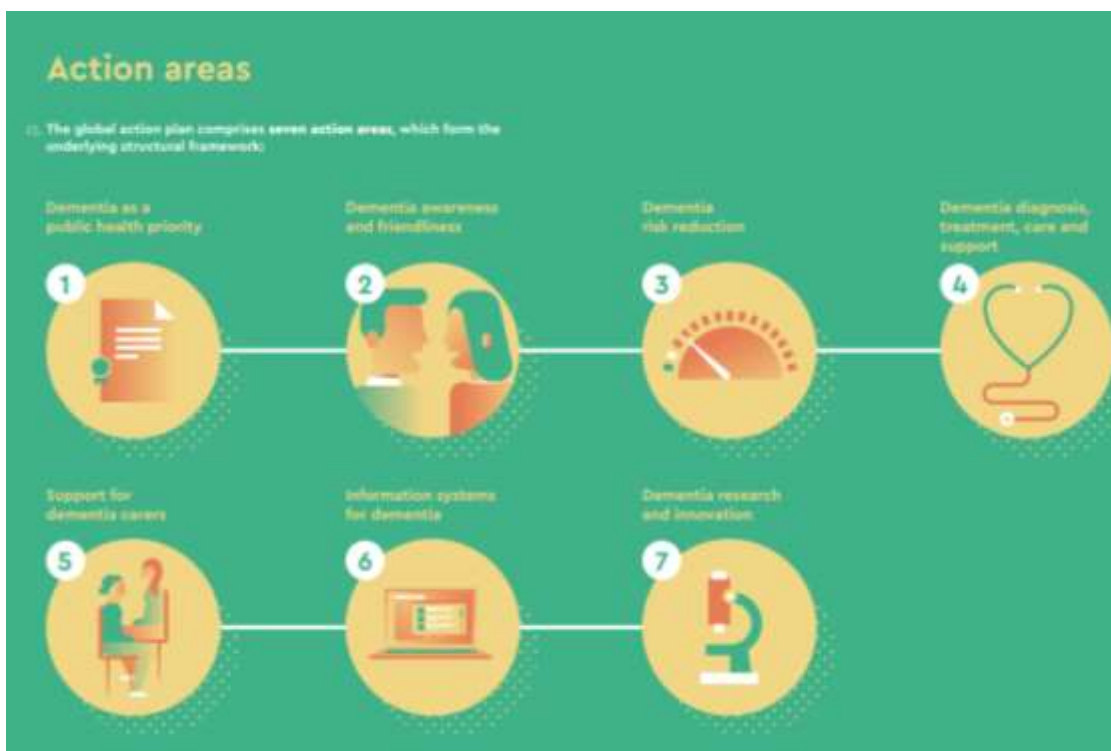 Action areas
The global action plan comprises seven action areas, which form the
underlying structural framework:
Dementia as a
public health priority
1
Dementia awareness
and friendliness
2
Dementia
risk reduction
3
Dementia diagnosis,
treatment, care and
support
4
Support for
dementia carers
5
Information systems
for dementia
6
Dementia research
and innovation
7